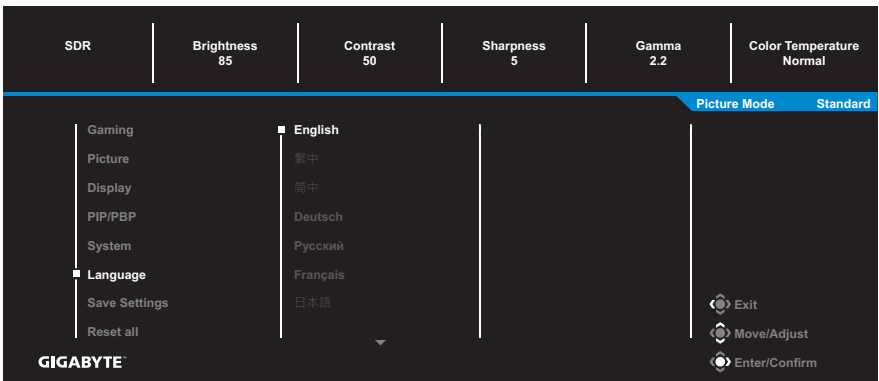 SDR Brightness Contrast Sharpness Gamma Color Temperature
85 50 5 2.2 Normal
Picture Mode Standard
Gaming English
Picture 繁中
Display 简中
PIP/PBP Deutsch
System Русский
Language Français
Save Settings 日本語
Exit
Reset all Move/Adjust
GIGABYTE™ Enter/Confirm